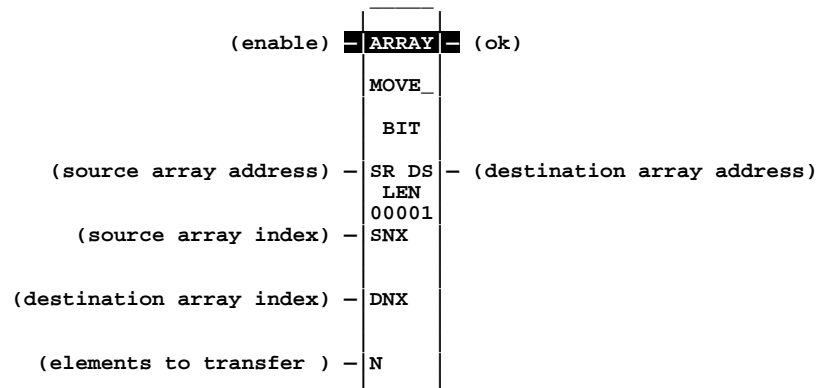 (enable) ARRAY (ok)
MOVE_
BIT
(source array address) SR DS (destination array address)
LEN
00001
(source array index) SNX
(destination array index) DNX
(elements to transfer ) N